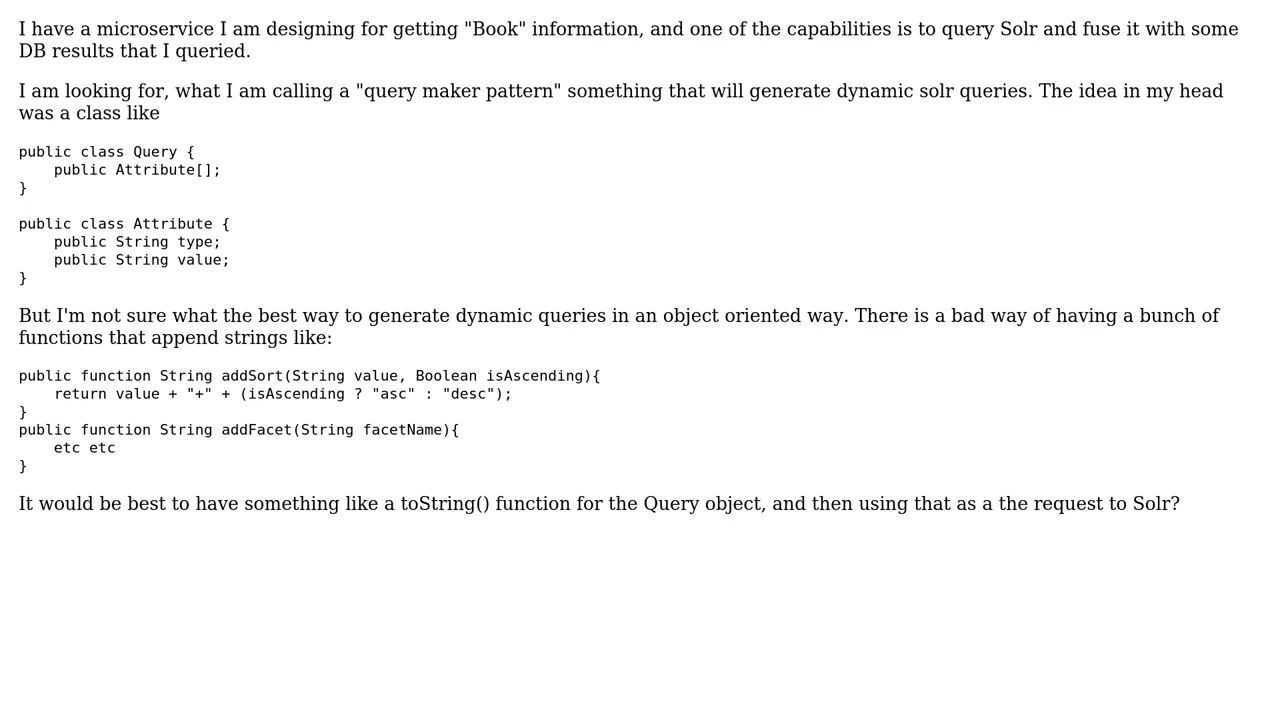 I have a microservice I am designing for getting "Book" information, and one of the capabilities is to query Solr and fuse it with some
DB results that I queried.
I am looking for, what I am calling a "query maker pattern" something that will generate dynamic solr queries. The idea in my head
was a class like
public class Query {
    public Attribute[];
}
public class Attribute {
    public String type;
    public String value;
}
But I'm not sure what the best way to generate dynamic queries in an object oriented way. There is a bad way of having a bunch of
functions that append strings like:
public function String addSort(String value, Boolean isAscending){
    return value + "+" + (isAscending ? "asc" : "desc");
}
public function String addFacet(String facetName){
    etc etc
}
It would be best to have something like a toString() function for the Query object, and then using that as a the request to Solr?